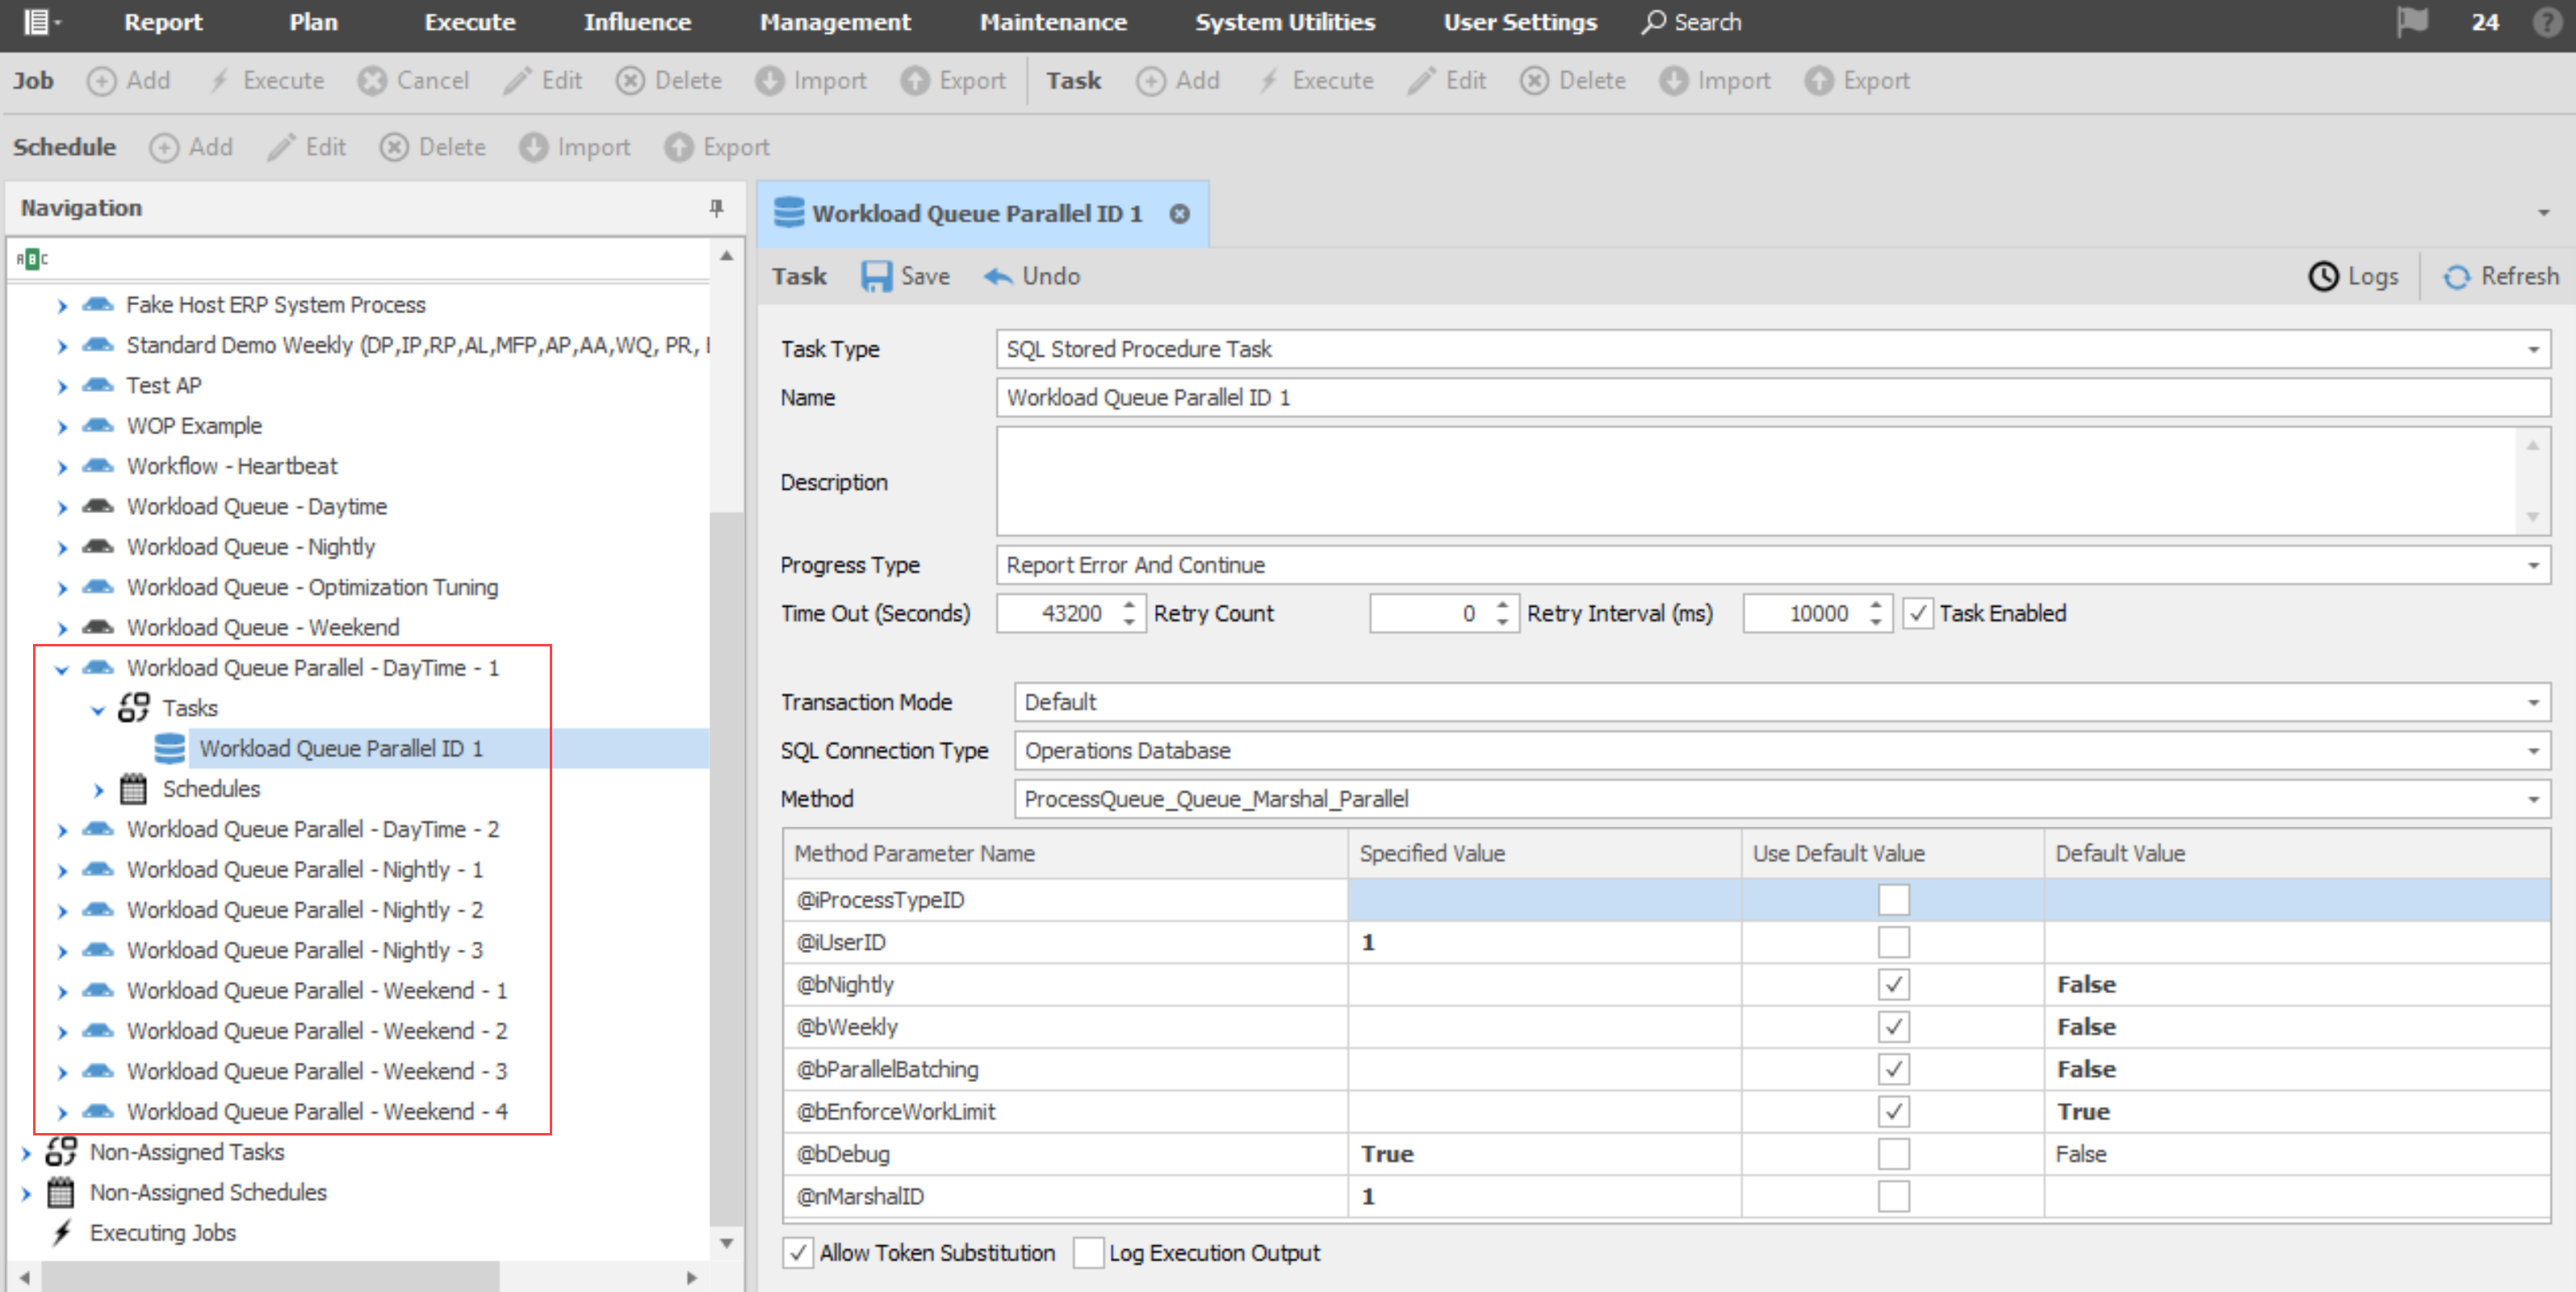 Report Plan Execute Influence Management Maintenance System Utilities User Settings Search 24 ?
Job Add Execute Cancel Edit Delete Import Export Task Add Execute Edit Delete Import Export
Schedule Add Edit Delete Import Export
Navigation
ABC
Fake Host ERP System Process
Standard Demo Weekly (DP,IP,RP,AL,MFP,AP,AA,WQ, PR,
Test AP
WOP Example
Workflow - Heartbeat
Workload Queue - Daytime
Workload Queue - Nightly
Workload Queue - Optimization Tuning
Workload Queue - Weekend
Workload Queue Parallel - DayTime - 1
Tasks
Workload Queue Parallel ID 1
Schedules
Workload Queue Parallel - DayTime - 2
Workload Queue Parallel - Nightly - 1
Workload Queue Parallel - Nightly - 2
Workload Queue Parallel - Nightly - 3
Workload Queue Parallel - Weekend - 1
Workload Queue Parallel - Weekend - 2
Workload Queue Parallel - Weekend - 3
Workload Queue Parallel - Weekend - 4
Non-Assigned Tasks
Non-Assigned Schedules
Executing Jobs
Workload Queue Parallel ID 1
Task Save Undo Logs Refresh
Task Type SQL Stored Procedure Task
Name Workload Queue Parallel ID 1
Description
Progress Type Report Error And Continue
Time Out (Seconds) 43200 Retry Count 0 Retry Interval (ms) 10000 Task Enabled
Transaction Mode Default
SQL Connection Type Operations Database
Method ProcessQueue_Queue_Marshal_Parallel
Method Parameter Name Specified Value Use Default Value Default Value
@iProcessTypeID
@iUserID 1
@bNightly False
@bWeekly False
@bParallelBatching False
@bEnforceWorkLimit True
@bDebug True False
@nMarshalID 1
Allow Token Substitution Log Execution Output